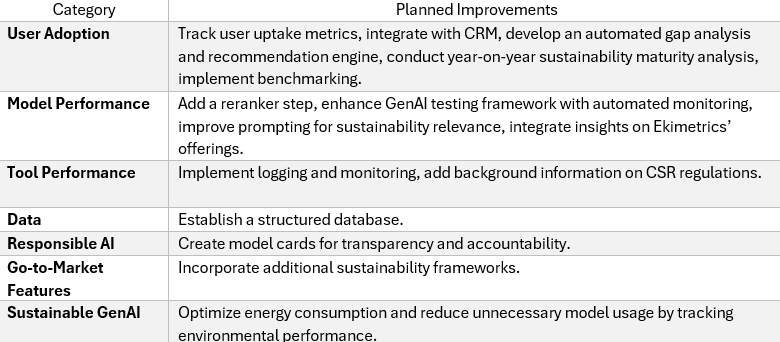 Category Planned Improvements
User Adoption Track user uptake metrics, integrate with CRM, develop an automated gap analysis
and recommendation engine, conduct year-on-year sustainability maturity analysis,
implement benchmarking.
Model Performance Add a reranker step, enhance GenAI testing framework with automated monitoring,
improve prompting for sustainability relevance, integrate insights on Ekimetrics’
offerings.
Tool Performance Implement logging and monitoring, add background information on CSR regulations.
Data Establish a structured database.
Responsible AI Create model cards for transparency and accountability.
Go-to-Market Incorporate additional sustainability frameworks.
Features
Sustainable GenAI Optimize energy consumption and reduce unnecessary model usage by tracking
environmental performance.